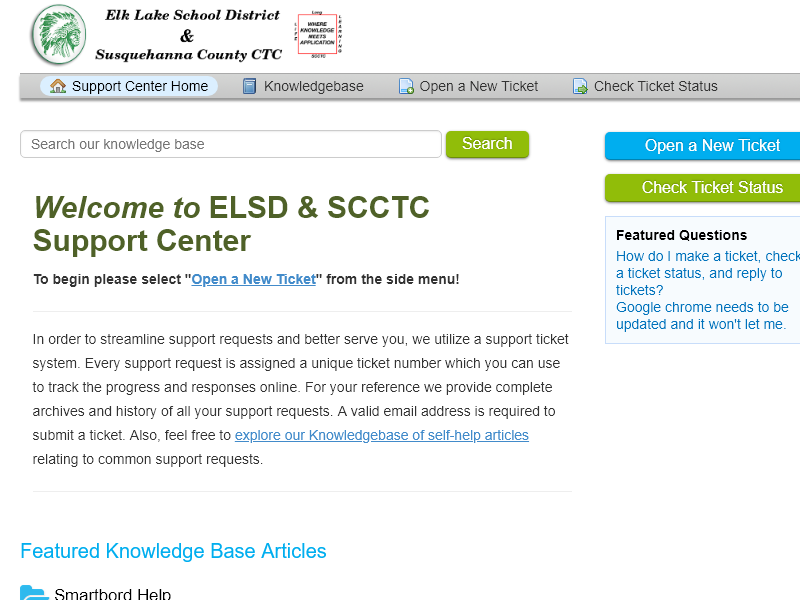 Elk Lake School District
&
Susquehanna County CTC
Long
LIFE
WHERE
KNOWLEDGE
MEETS
APPLICATION
LEARNING
SCCTC
Support Center Home
Knowledgebase
Open a New Ticket
Check Ticket Status
Search our knowledge base
Search
Open a New Ticket
Check Ticket Status
Welcome to ELSD & SCCTC
Support Center
To begin please select "Open a New Ticket" from the side menu!
In order to streamline support requests and better serve you, we utilize a support ticket
system. Every support request is assigned a unique ticket number which you can use
to track the progress and responses online. For your reference we provide complete
archives and history of all your support requests. A valid email address is required to
submit a ticket. Also, feel free to explore our Knowledgebase of self-help articles
relating to common support requests.
Featured Questions
How do I make a ticket, check
a ticket status, and reply to
tickets?
Google chrome needs to be
updated and it won't let me.
Featured Knowledge Base Articles
Smartbord Help